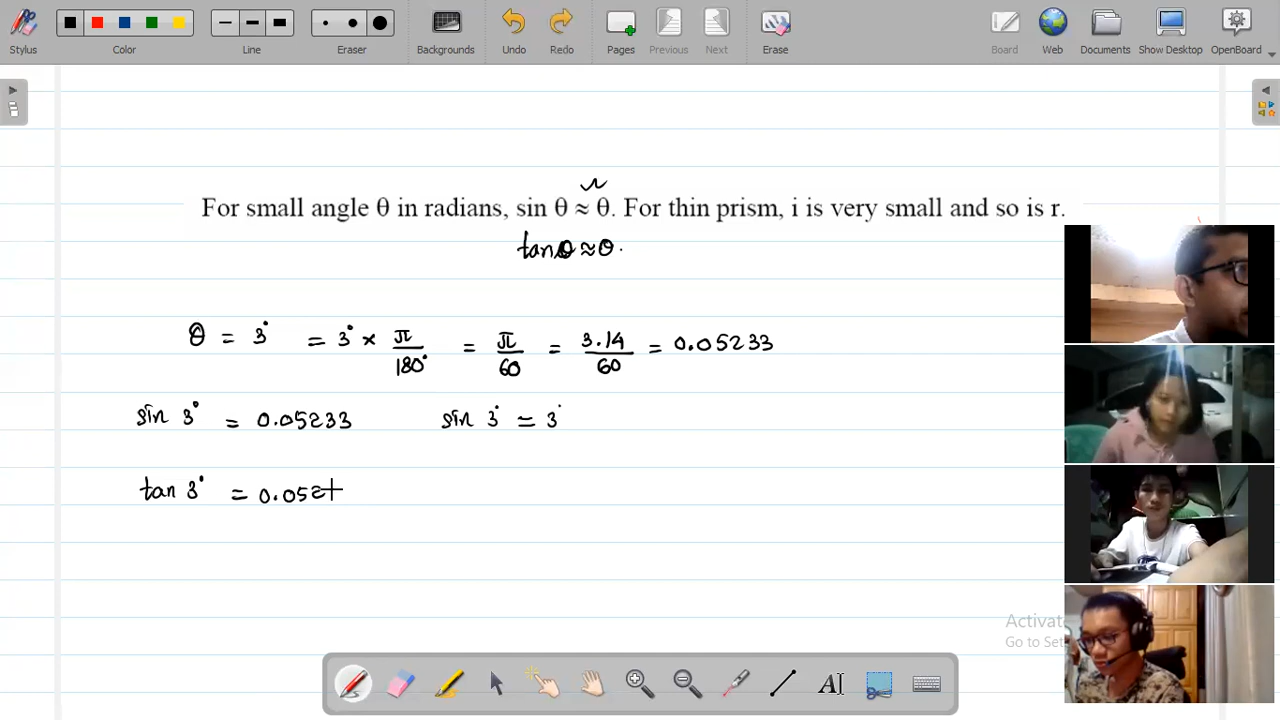 Stylus Color Line Eraser Backgrounds Undo Redo Pages Previous Next Erase Board Web Documents Show Desktop OpenBoard
For small angle θ in radians, sin θ ≈ θ. For thin prism, i is very small and so is r.
tanθ ≈ θ.
θ = 3° = 3° × π/180° = π/60 = 3.14/60 = 0.05233
sin 3° = 0.05233 sin 3° ≃ 3°
tan 3° = 0.052
Activat
Go to Set
AI